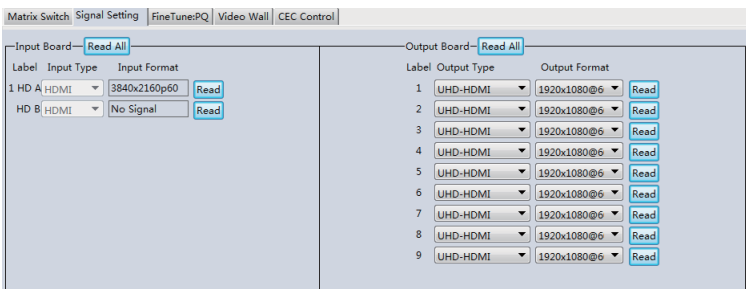 Matrix Switch Signal Setting FineTune:PQ Video Wall CEC Control
Input Board Read All
Label Input Type Input Format
1 HD A HDMI 3840x2160p60 Read
HD B HDMI No Signal Read
Output Board Read All
Label Output Type Output Format
1 UHD-HDMI 1920x1080@6 Read
2 UHD-HDMI 1920x1080@6 Read
3 UHD-HDMI 1920x1080@6 Read
4 UHD-HDMI 1920x1080@6 Read
5 UHD-HDMI 1920x1080@6 Read
6 UHD-HDMI 1920x1080@6 Read
7 UHD-HDMI 1920x1080@6 Read
8 UHD-HDMI 1920x1080@6 Read
9 UHD-HDMI 1920x1080@6 Read